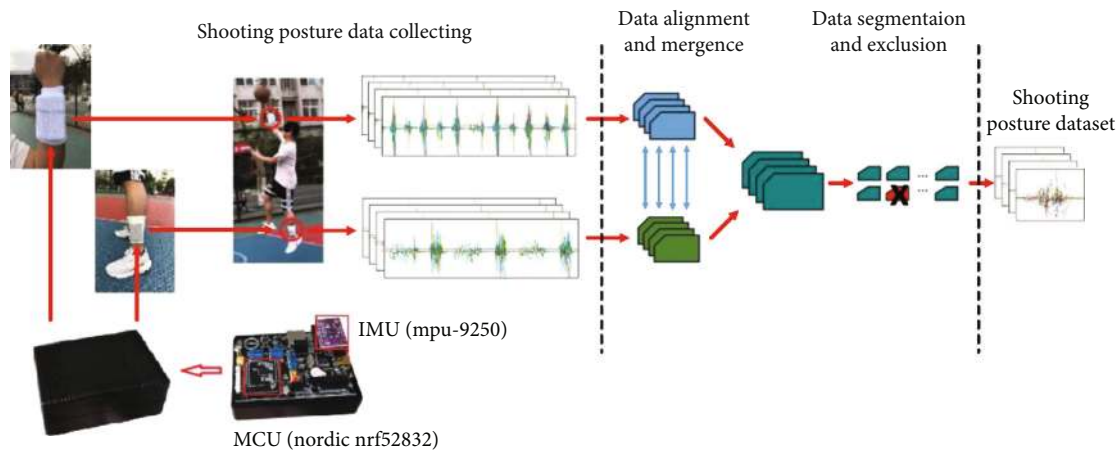 Shooting posture data collecting
Data alignment
and mergence
Data segmentaion
and exclusion
Shooting
posture dataset
...
...
IMU (mpu-9250)
MCU (nordic nrf52832)